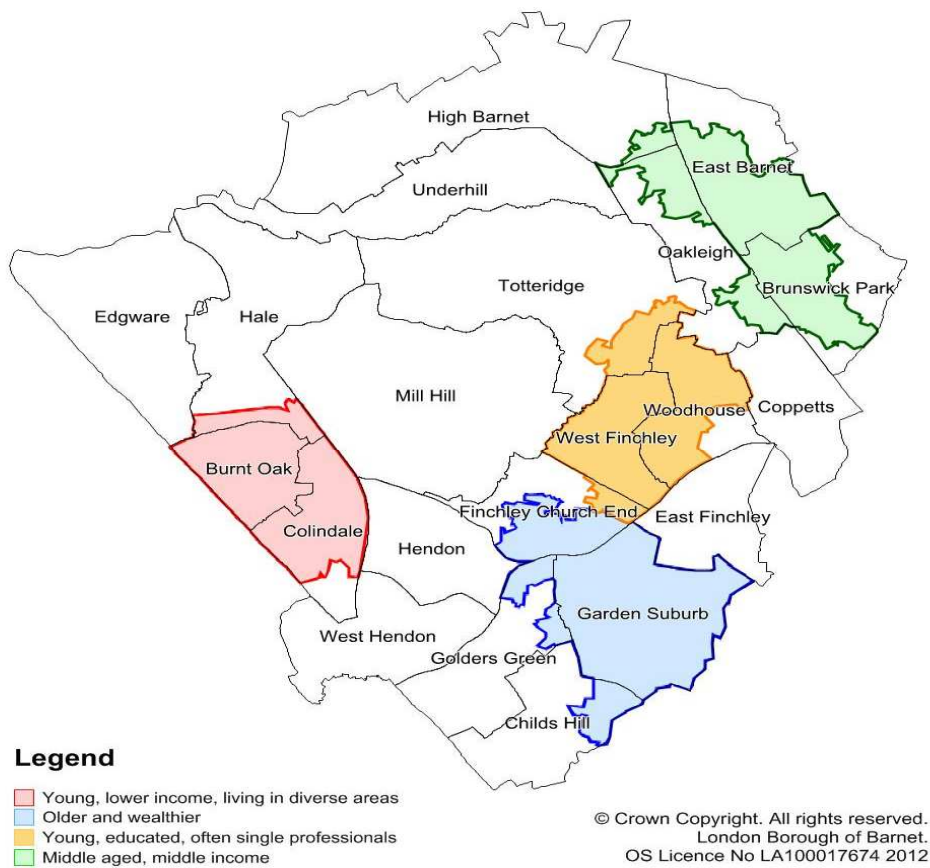 High Barnet
East Barnet
Underhill
Oakleigh
Totteridge
Brunswick Park
Edgware
Hale
Mill Hill
Coppetts
Woodhouse
West Finchley
Burnt Oak
Finchley Church End
East Finchley
Colindale
Hendon
Garden Suburb
West Hendon
Golders Green
Childs Hill
Legend
Young, lower income, living in diverse areas
Older and wealthier
Young, educated, often single professionals
Middle aged, middle income
© Crown Copyright. All rights reserved.
London Borough of Barnet.
OS Licence No LA100017674 2012